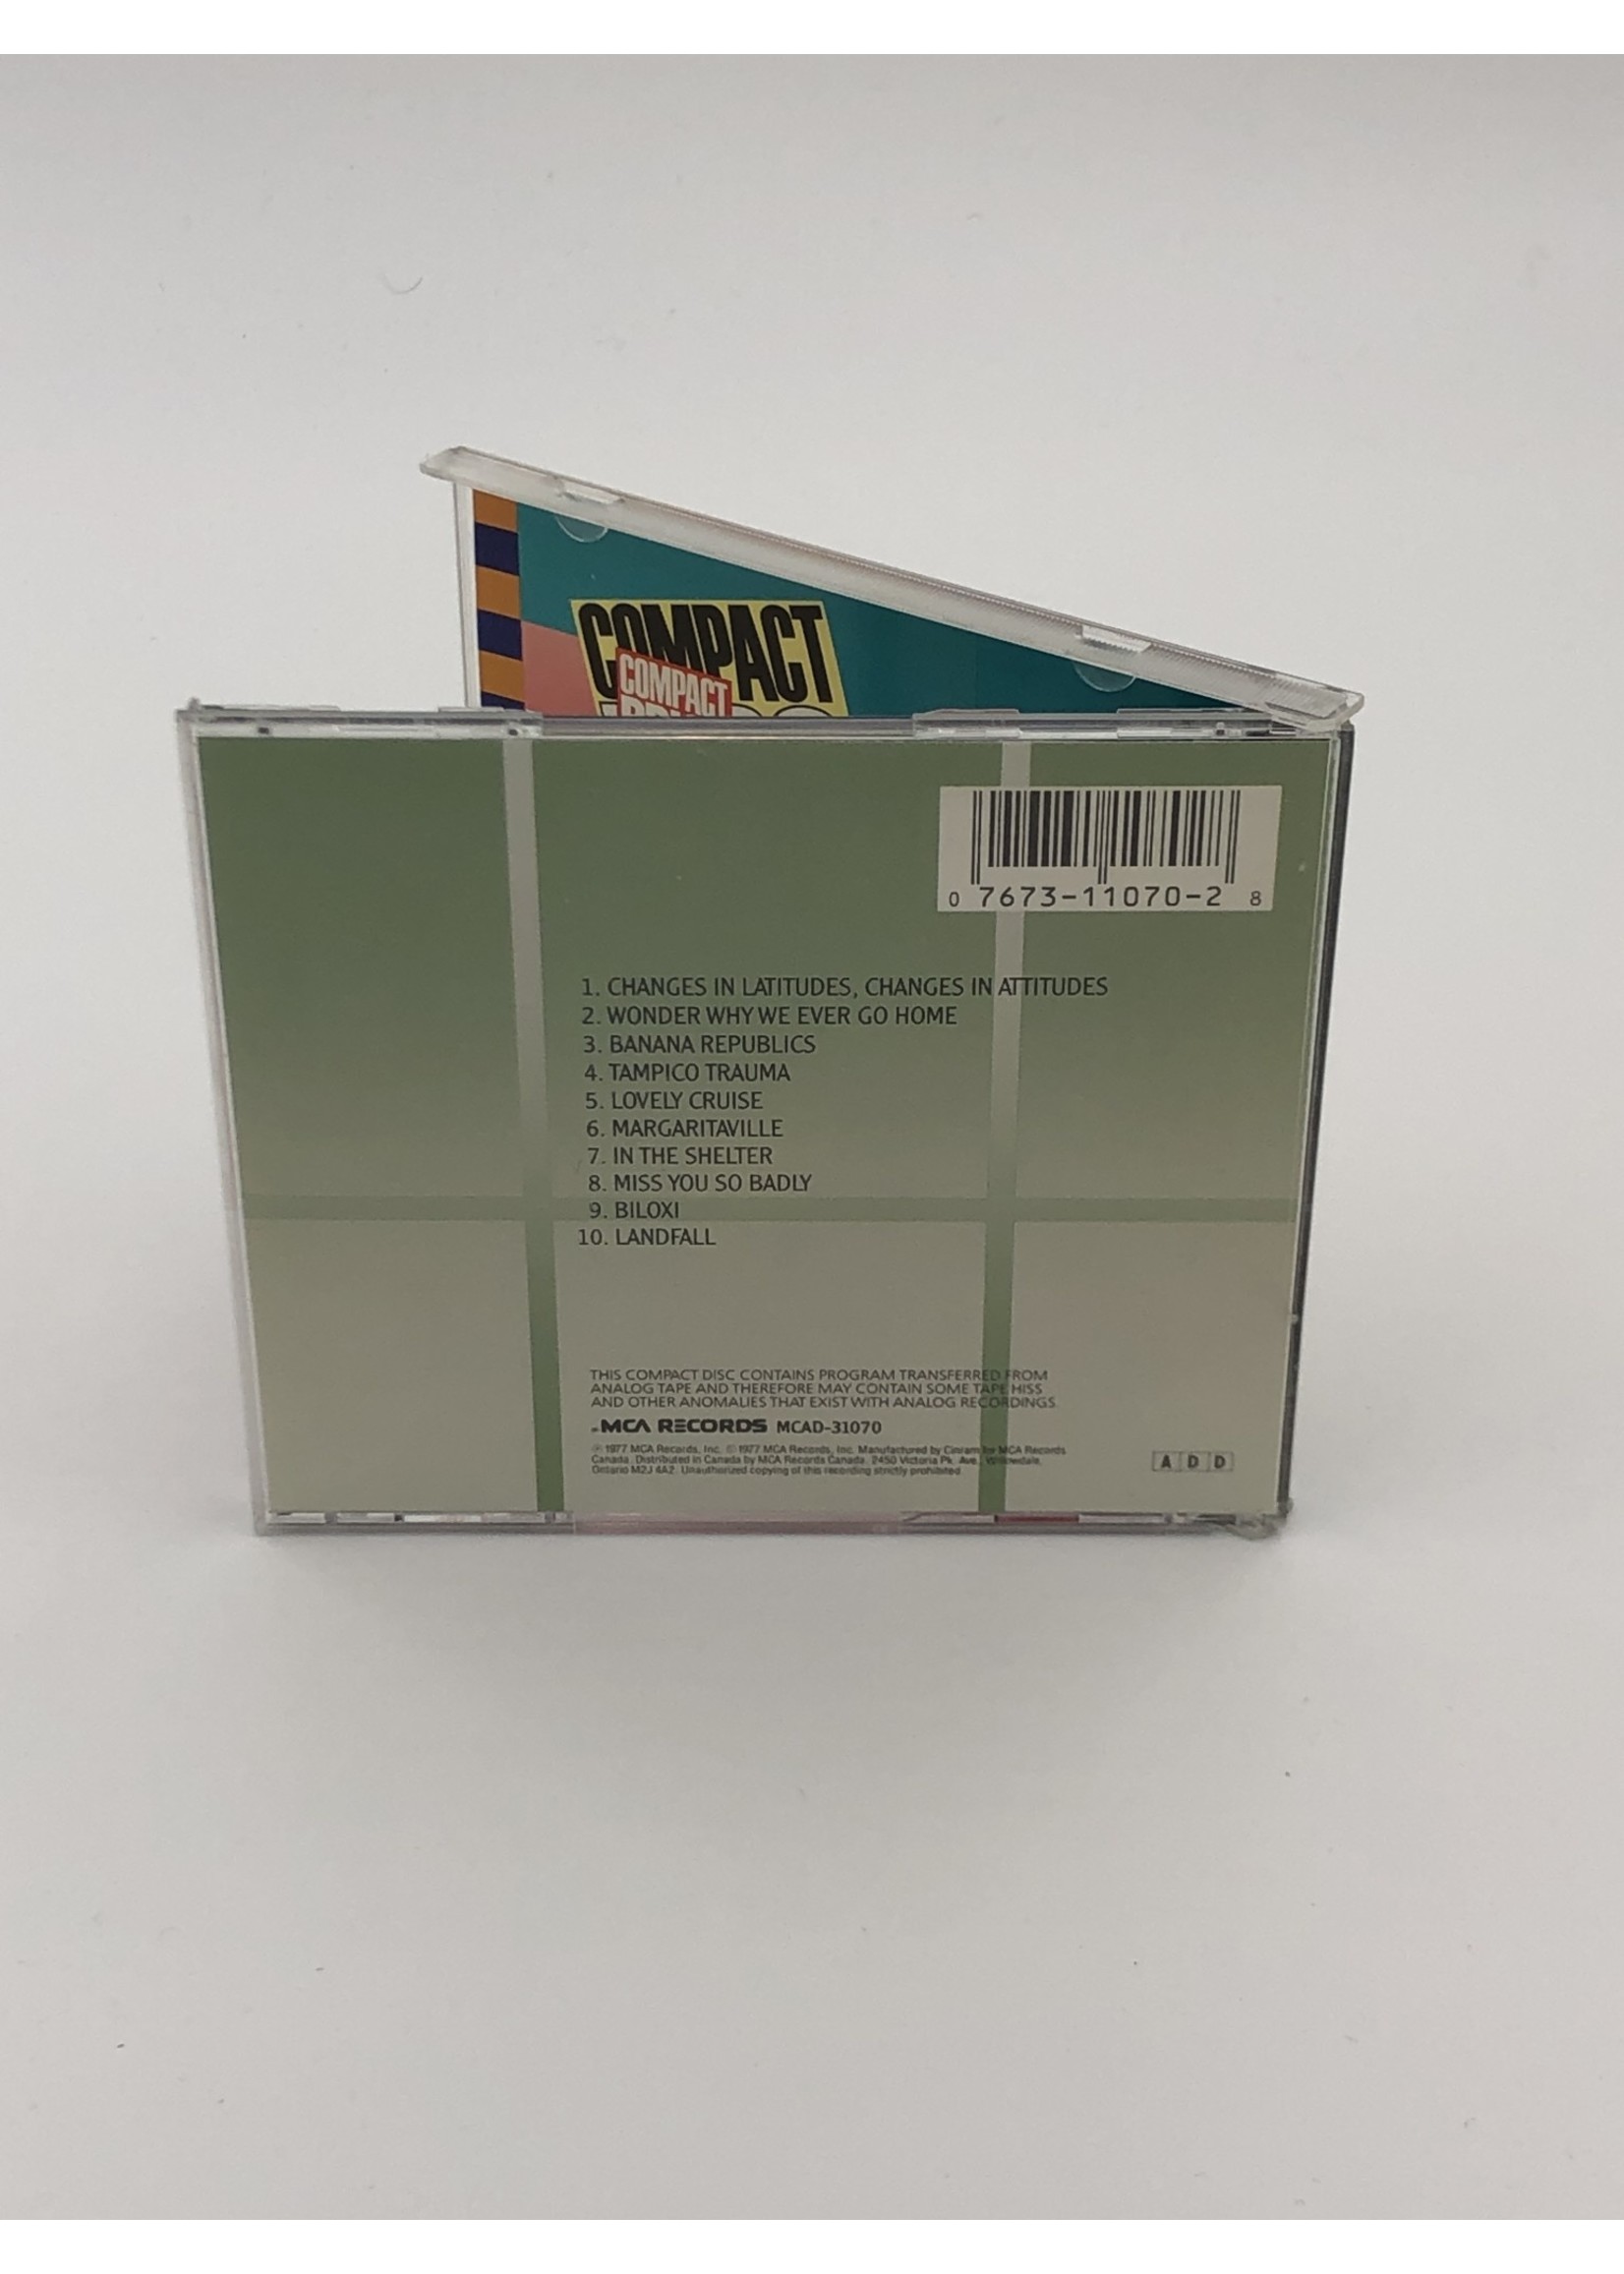 COMPACT
COMPACT
0 7673-11070-2 8
1. CHANGES IN LATITUDES, CHANGES IN ATTITUDES
2. WONDER WHY WE EVER GO HOME
3. BANANA REPUBLICS
4. TAMPICO TRAUMA
5. LOVELY CRUISE
6. MARGARITAVILLE
7. IN THE SHELTER
8. MISS YOU SO BADLY
9. BILOXI
10. LANDFALL
THIS COMPACT DISC CONTAINS PROGRAM TRANSFERRED FROM
ANALOG TAPE AND THEREFORE MAY CONTAIN SOME TAPE HISS
AND OTHER ANOMALIES THAT EXIST WITH ANALOG RECORDINGS.
MCA RECORDS MCAD-31070
℗ 1977 MCA Records, Inc. © 1977 MCA Records, Inc. Manufactured by Cinram for MCA Records
Canada. Distributed in Canada by MCA Records Canada, 2450 Victoria Pk. Ave., Willowdale,
Ontario M2J 4A2. Unauthorized copying of this recording strictly prohibited.
A D D